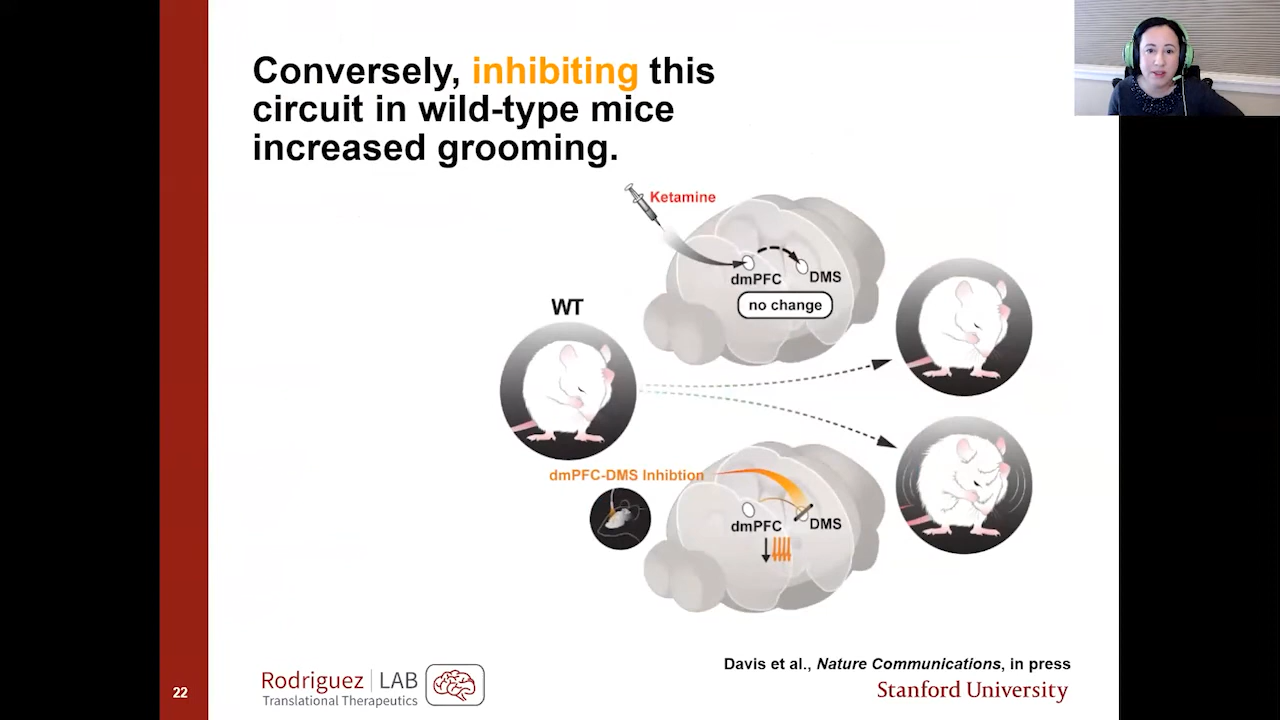 Conversely, inhibiting this
circuit in wild-type mice
increased grooming.
Ketamine
dmPFC
DMS
no change
WT
dmPFC-DMS Inhibtion
dmPFC
DMS
Davis et al., Nature Communications, in press
22
Rodriguez | LAB
Translational Therapeutics
Stanford University